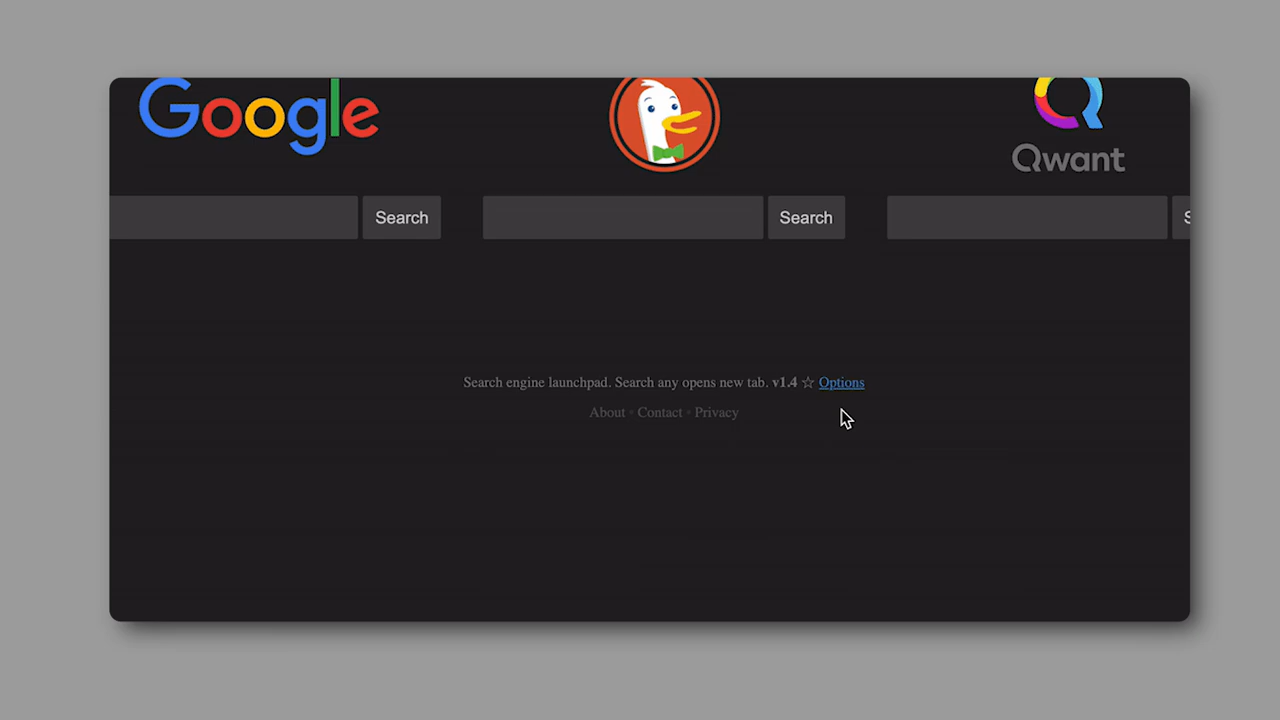 Google
Qwant
Search
Search
S
Search engine launchpad. Search any opens new tab. v1.4 ☆ Options
About • Contact • Privacy